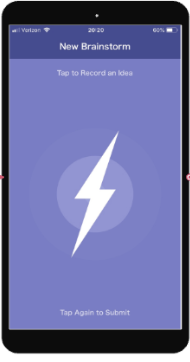 Verizon 20:20 60%
New Brainstorm
Tap to Record an Idea
Tap Again to Submit